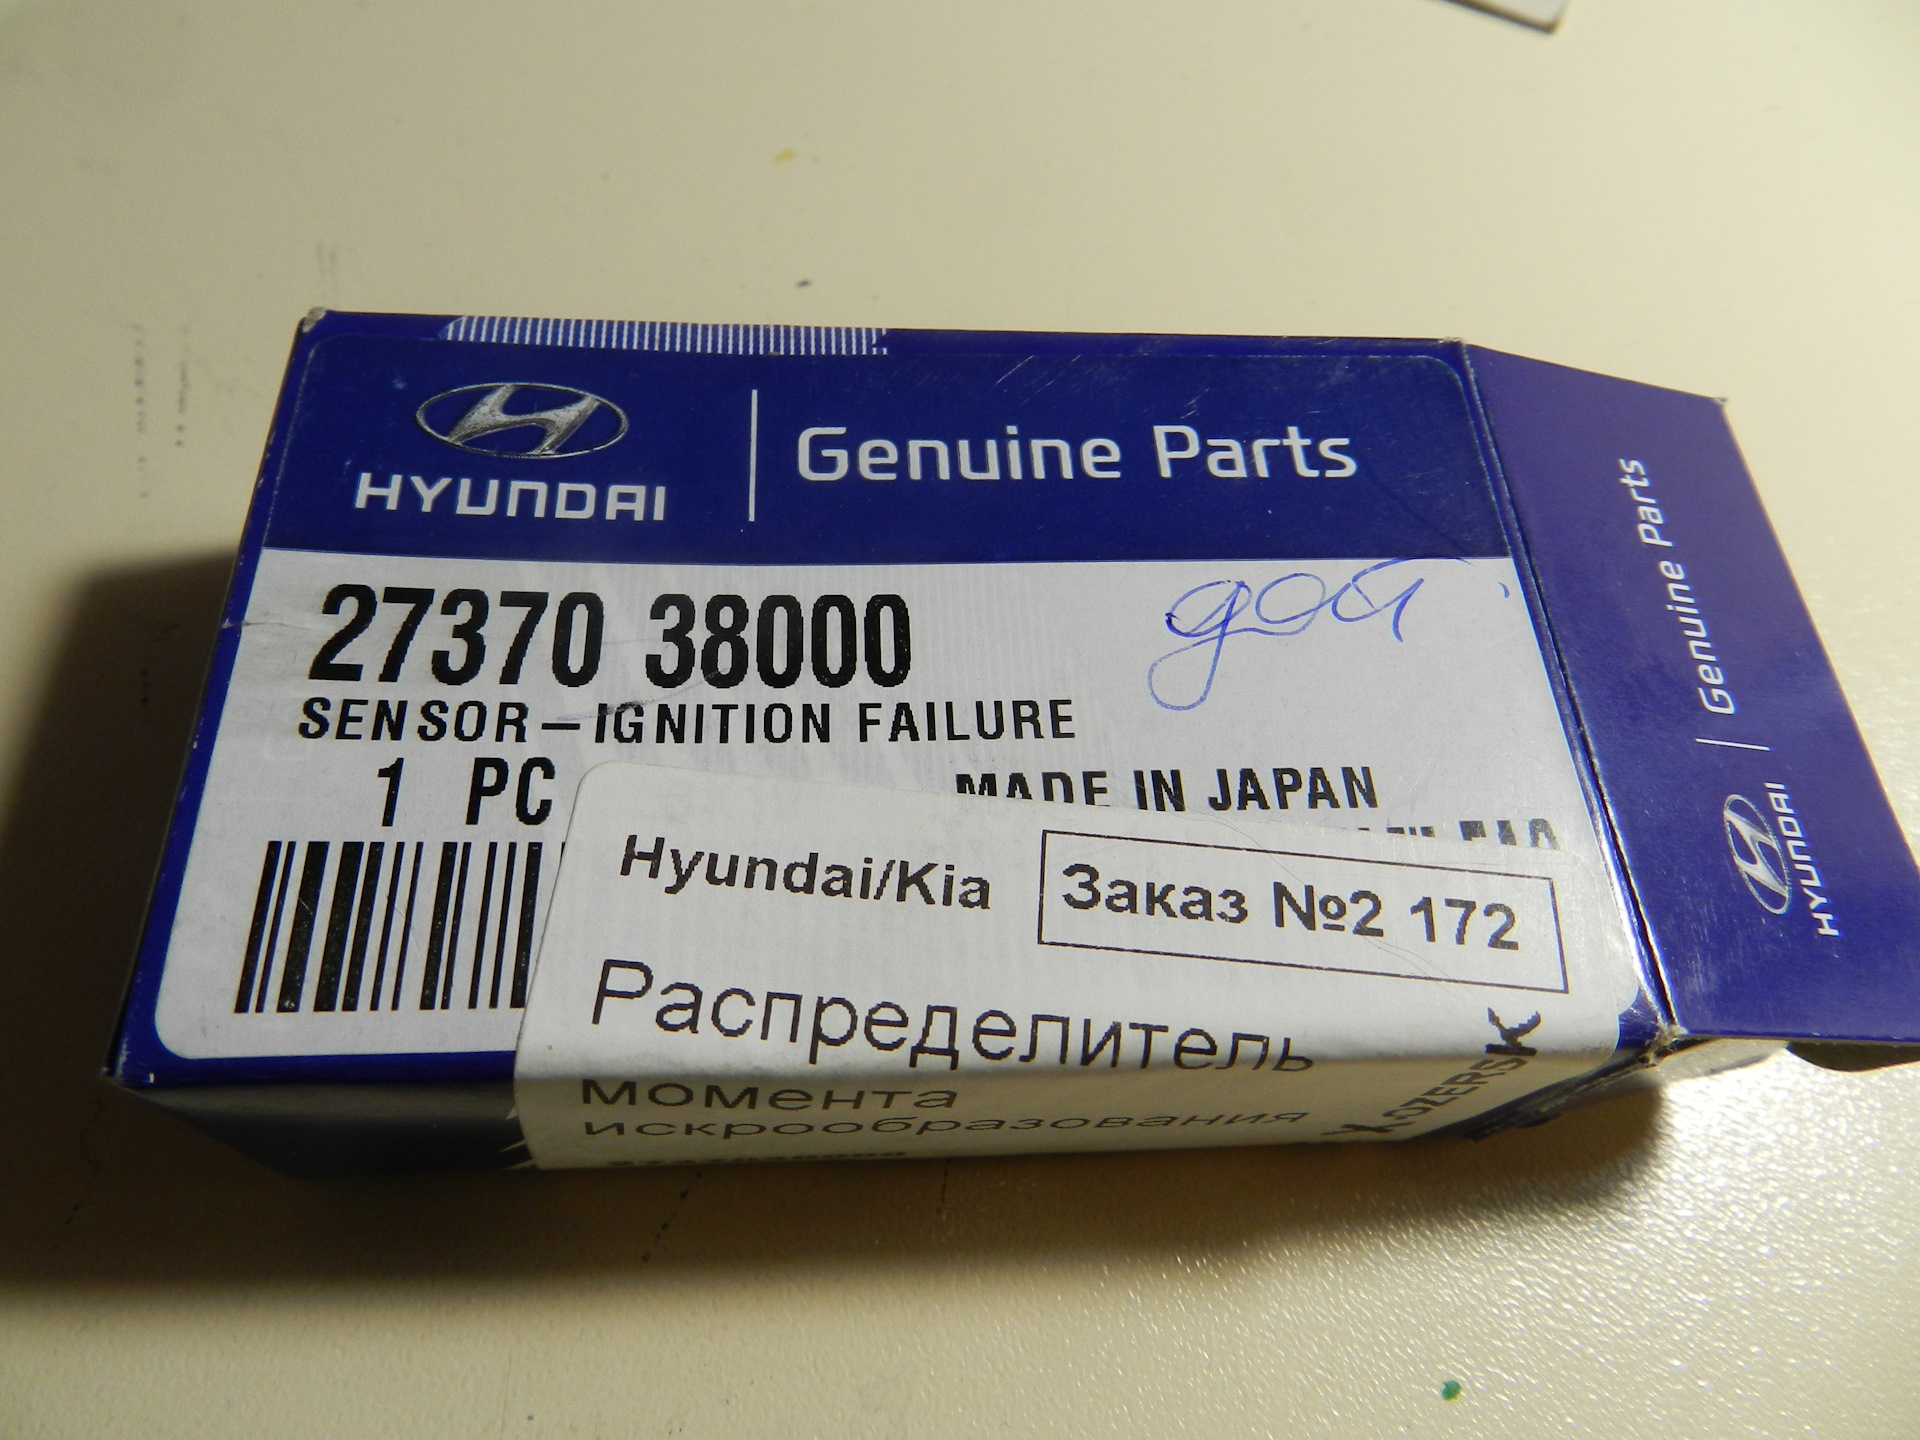 HYUNDAI
Genuine Parts
27370 38000
SENSOR–IGNITION FAILURE
1 PC
MADE IN JAPAN
Hyundai/Kia
Заказ №2 172
Распределитель
момента
искрообразования
Genuine Parts
HYUNDAI